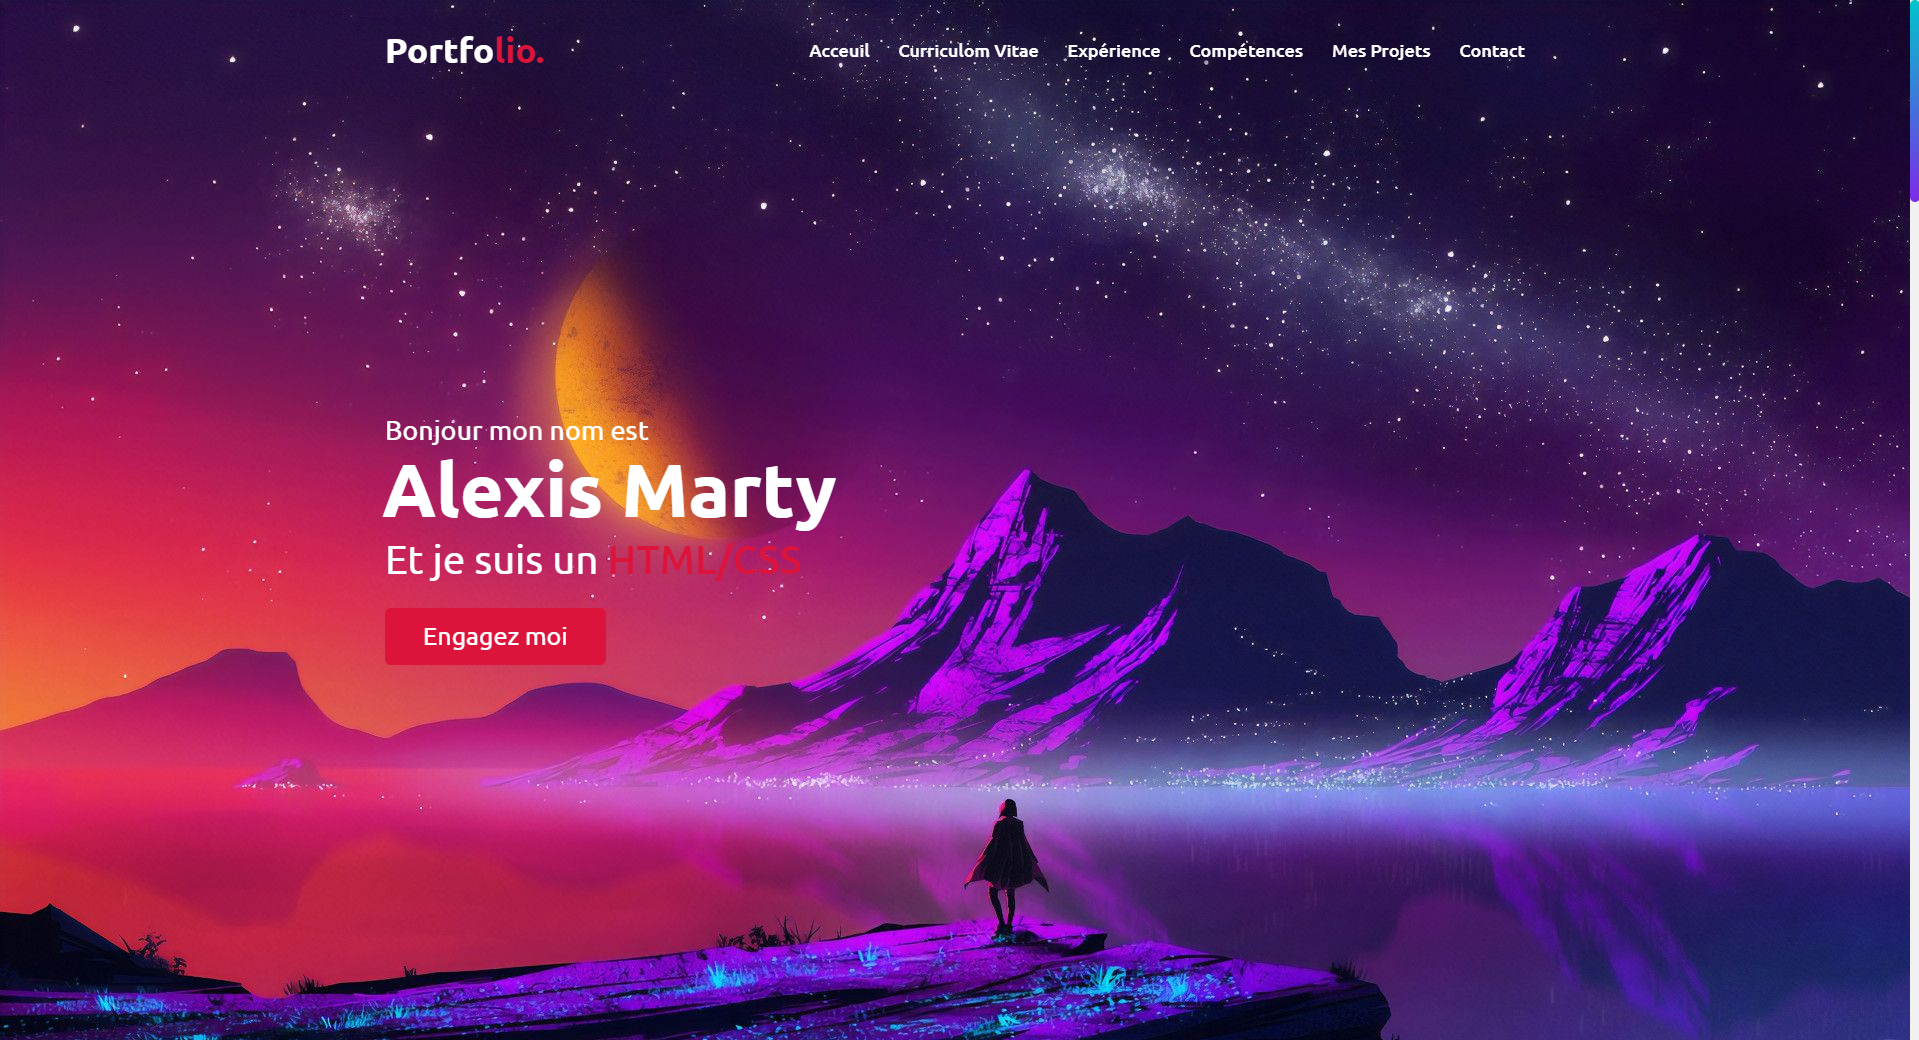 Portfolio.
Acceuil Curriculom Vitae Expérience Compétences Mes Projets Contact
Bonjour mon nom est
Alexis Marty
Et je suis un HTML/CSS
Engagez moi